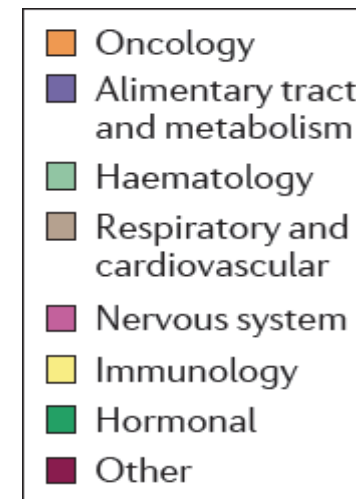 Oncology
Alimentary tract
and metabolism
Haematology
Respiratory and
cardiovascular
Nervous system
Immunology
Hormonal
Other